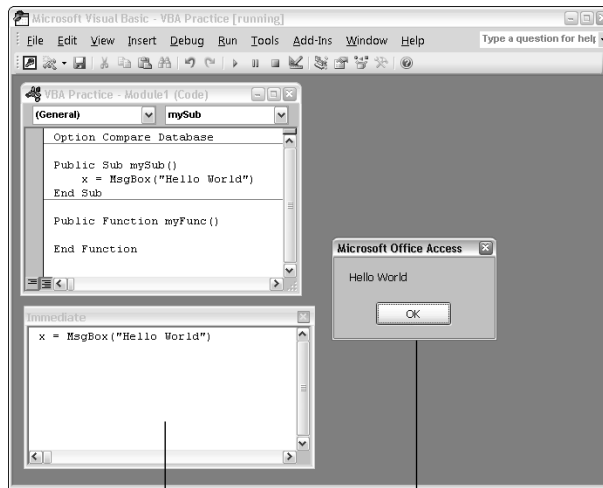 Microsoft Visual Basic - VBA Practice [running]
File Edit View Insert Debug Run Tools Add-Ins Window Help Type a question for help
VBA Practice - Module1 (Code)
(General) mySub
Option Compare Database
Public Sub mySub()
x = MsgBox("Hello World")
End Sub
Public Function myFunc()
End Function
Microsoft Office Access
Hello World
OK
Immediate
x = MsgBox("Hello World")